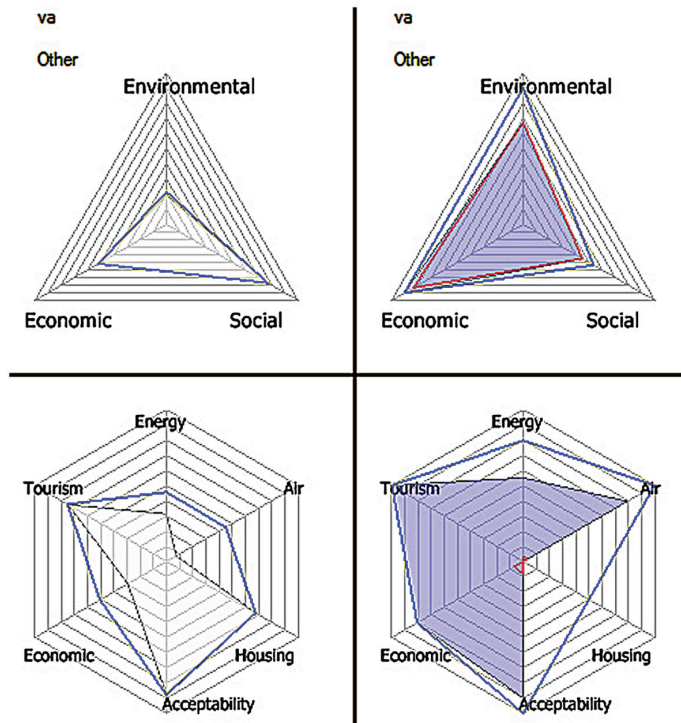 va
Other
Environmental
Economic
Social
va
Other
Environmental
Economic
Social
Energy
Tourism
Air
Economic
Housing
Acceptability
Energy
Tourism
Air
Economic
Housing
Acceptability